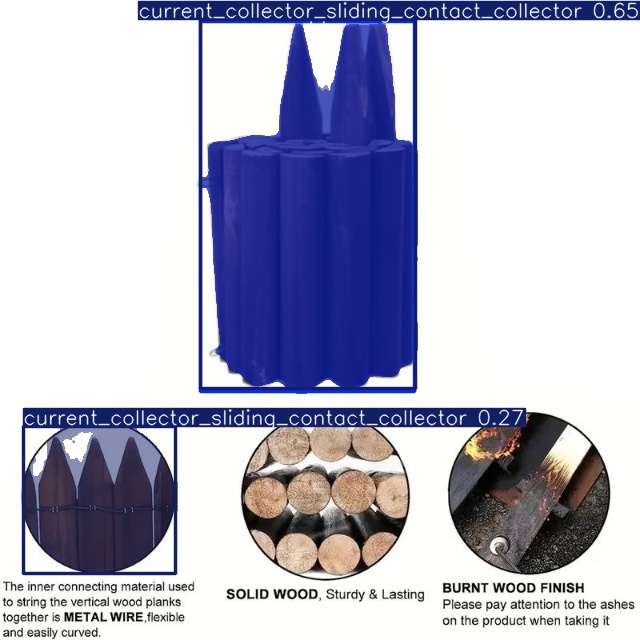 current_collector_sliding_contact_collector 0.65
current_collector_sliding_contact_collector 0.27
The inner connecting material used
to string the vertical wood planks
together is METAL WIRE,flexible
and easily curved.
SOLID WOOD, Sturdy & Lasting
BURNT WOOD FINISH
Please pay attention to the ashes
on the product when taking it